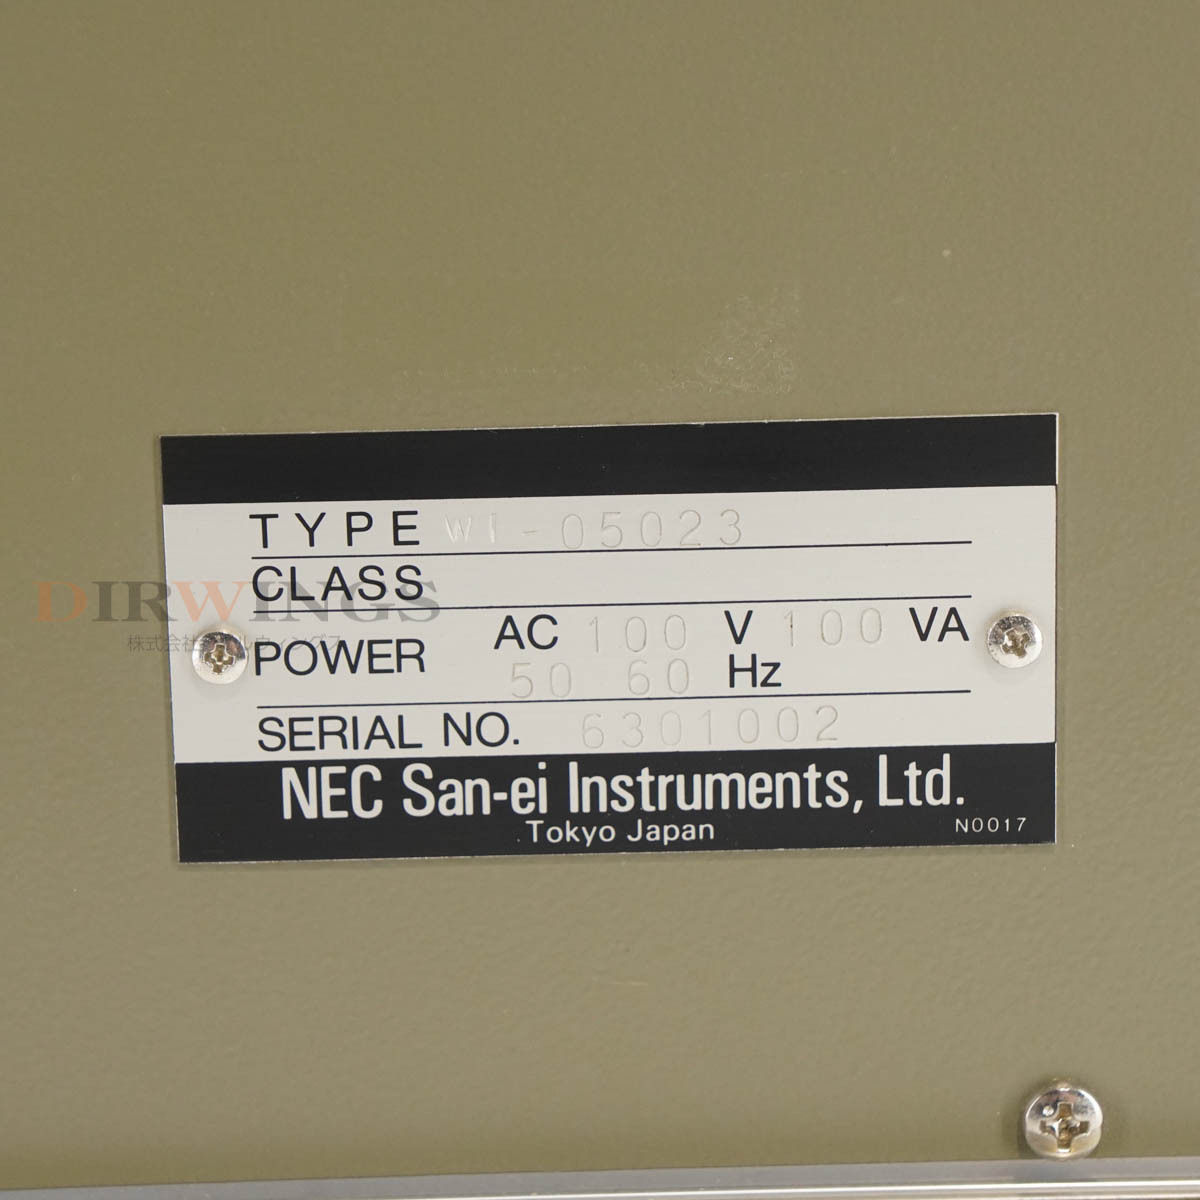 TYPE WT-05023
CLASS
POWER AC 100 V 100 VA
50 60 Hz
SERIAL NO. 6301002
NEC San-ei Instruments, Ltd.
Tokyo Japan
N0017
DIRWINGS